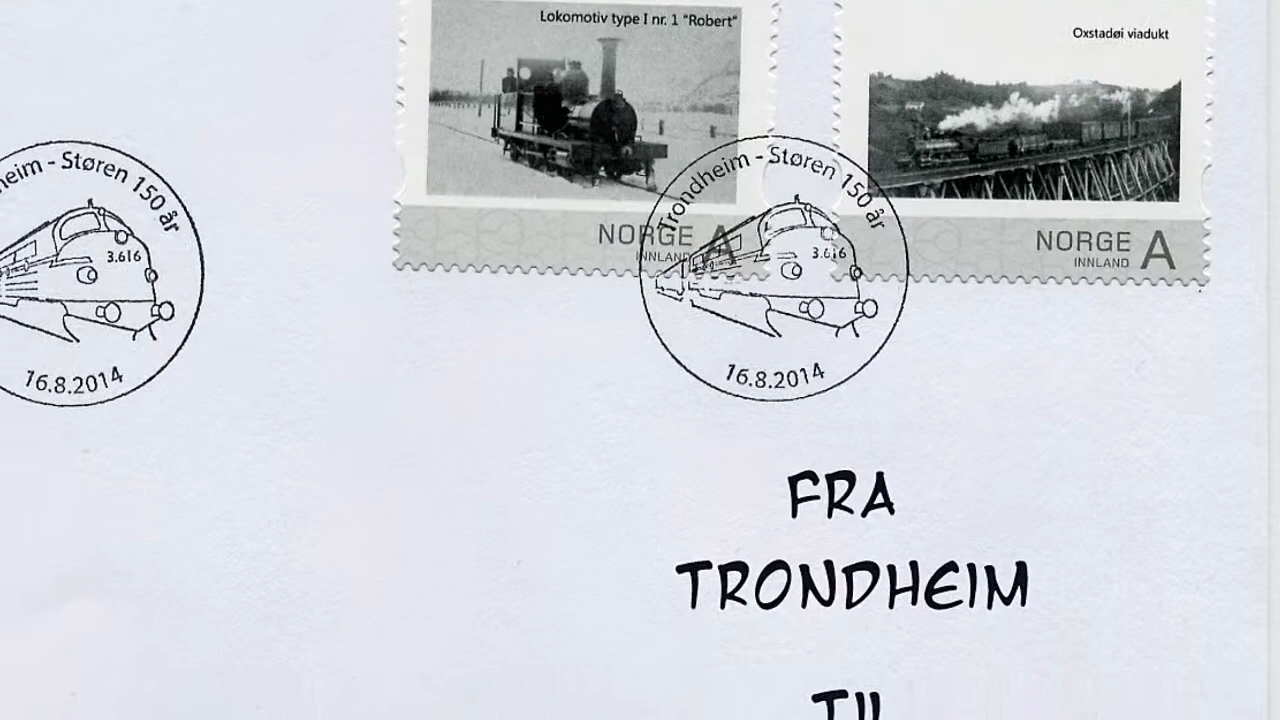 Lokomotiv type I nr. 1 "Robert"
Oxstadøi viadukt
NORGE A
INNLAND
NORGE A
INNLAND
heim - Støren 150 år
3.616
16.8.2014
Trondheim - Støren 150 år
3.616
16.8.2014
FRA
TRONDHEIM
TIL